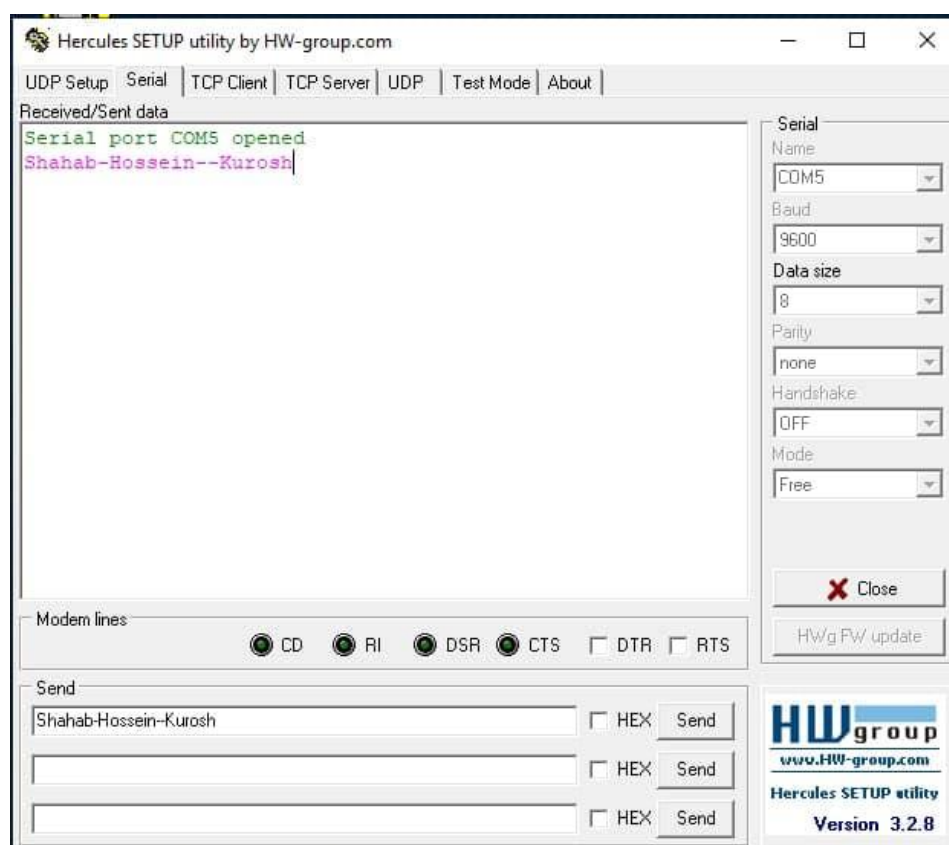 Hercules SETUP utility by HW-group.com
UDP Setup Serial TCP Client TCP Server UDP Test Mode About
Received/Sent data
Serial port COM5 opened
Shahab-Hossein--Kurosh
Serial
Name
COM5
Baud
9600
Data size
8
Parity
none
Handshake
OFF
Mode
Free
Close
HWg FW update
Modem lines
CD RI DSR CTS DTR RTS
Send
Shahab-Hossein--Kurosh HEX Send
HEX Send
HEX Send
HW group
www.HW-group.com
Hercules SETUP utility
Version 3.2.8